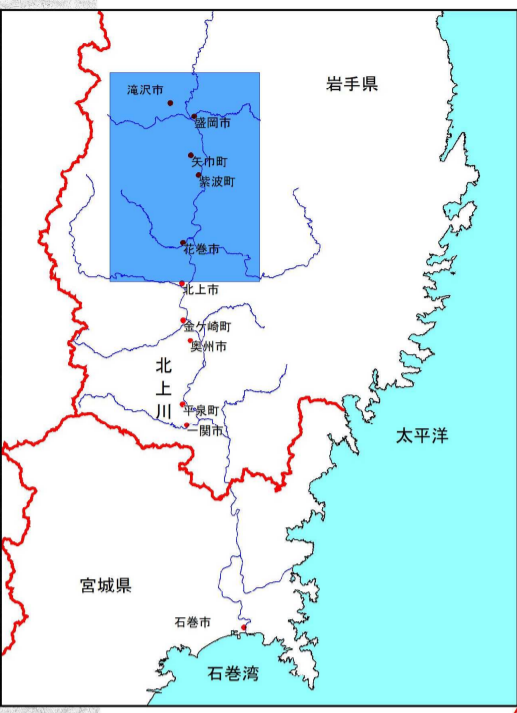 岩手県
滝沢市
盛岡市
矢巾町
紫波町
花巻市
北上市
金ケ崎町
奥州市
北上川
平泉町
一関市
太平洋
宮城県
石巻市
石巻湾